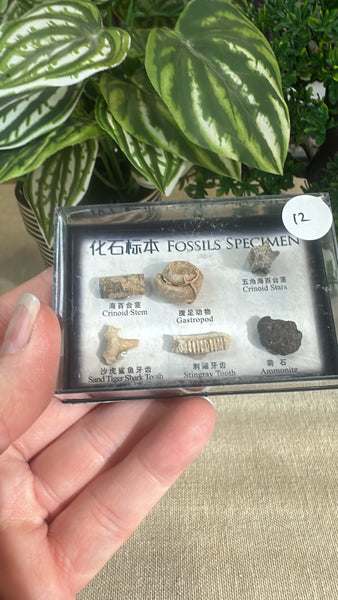 12
化石标本 FOSSILS SPECIMEN
海百合茎
Crinoid Stem
腹足动物
Gastropod
五角海百合茎
Crinoid Stars
沙虎鲨鱼牙齿
Sand Tiger Shark Tooth
刺鳐牙齿
Stingray Tooth
菊石
Ammonite